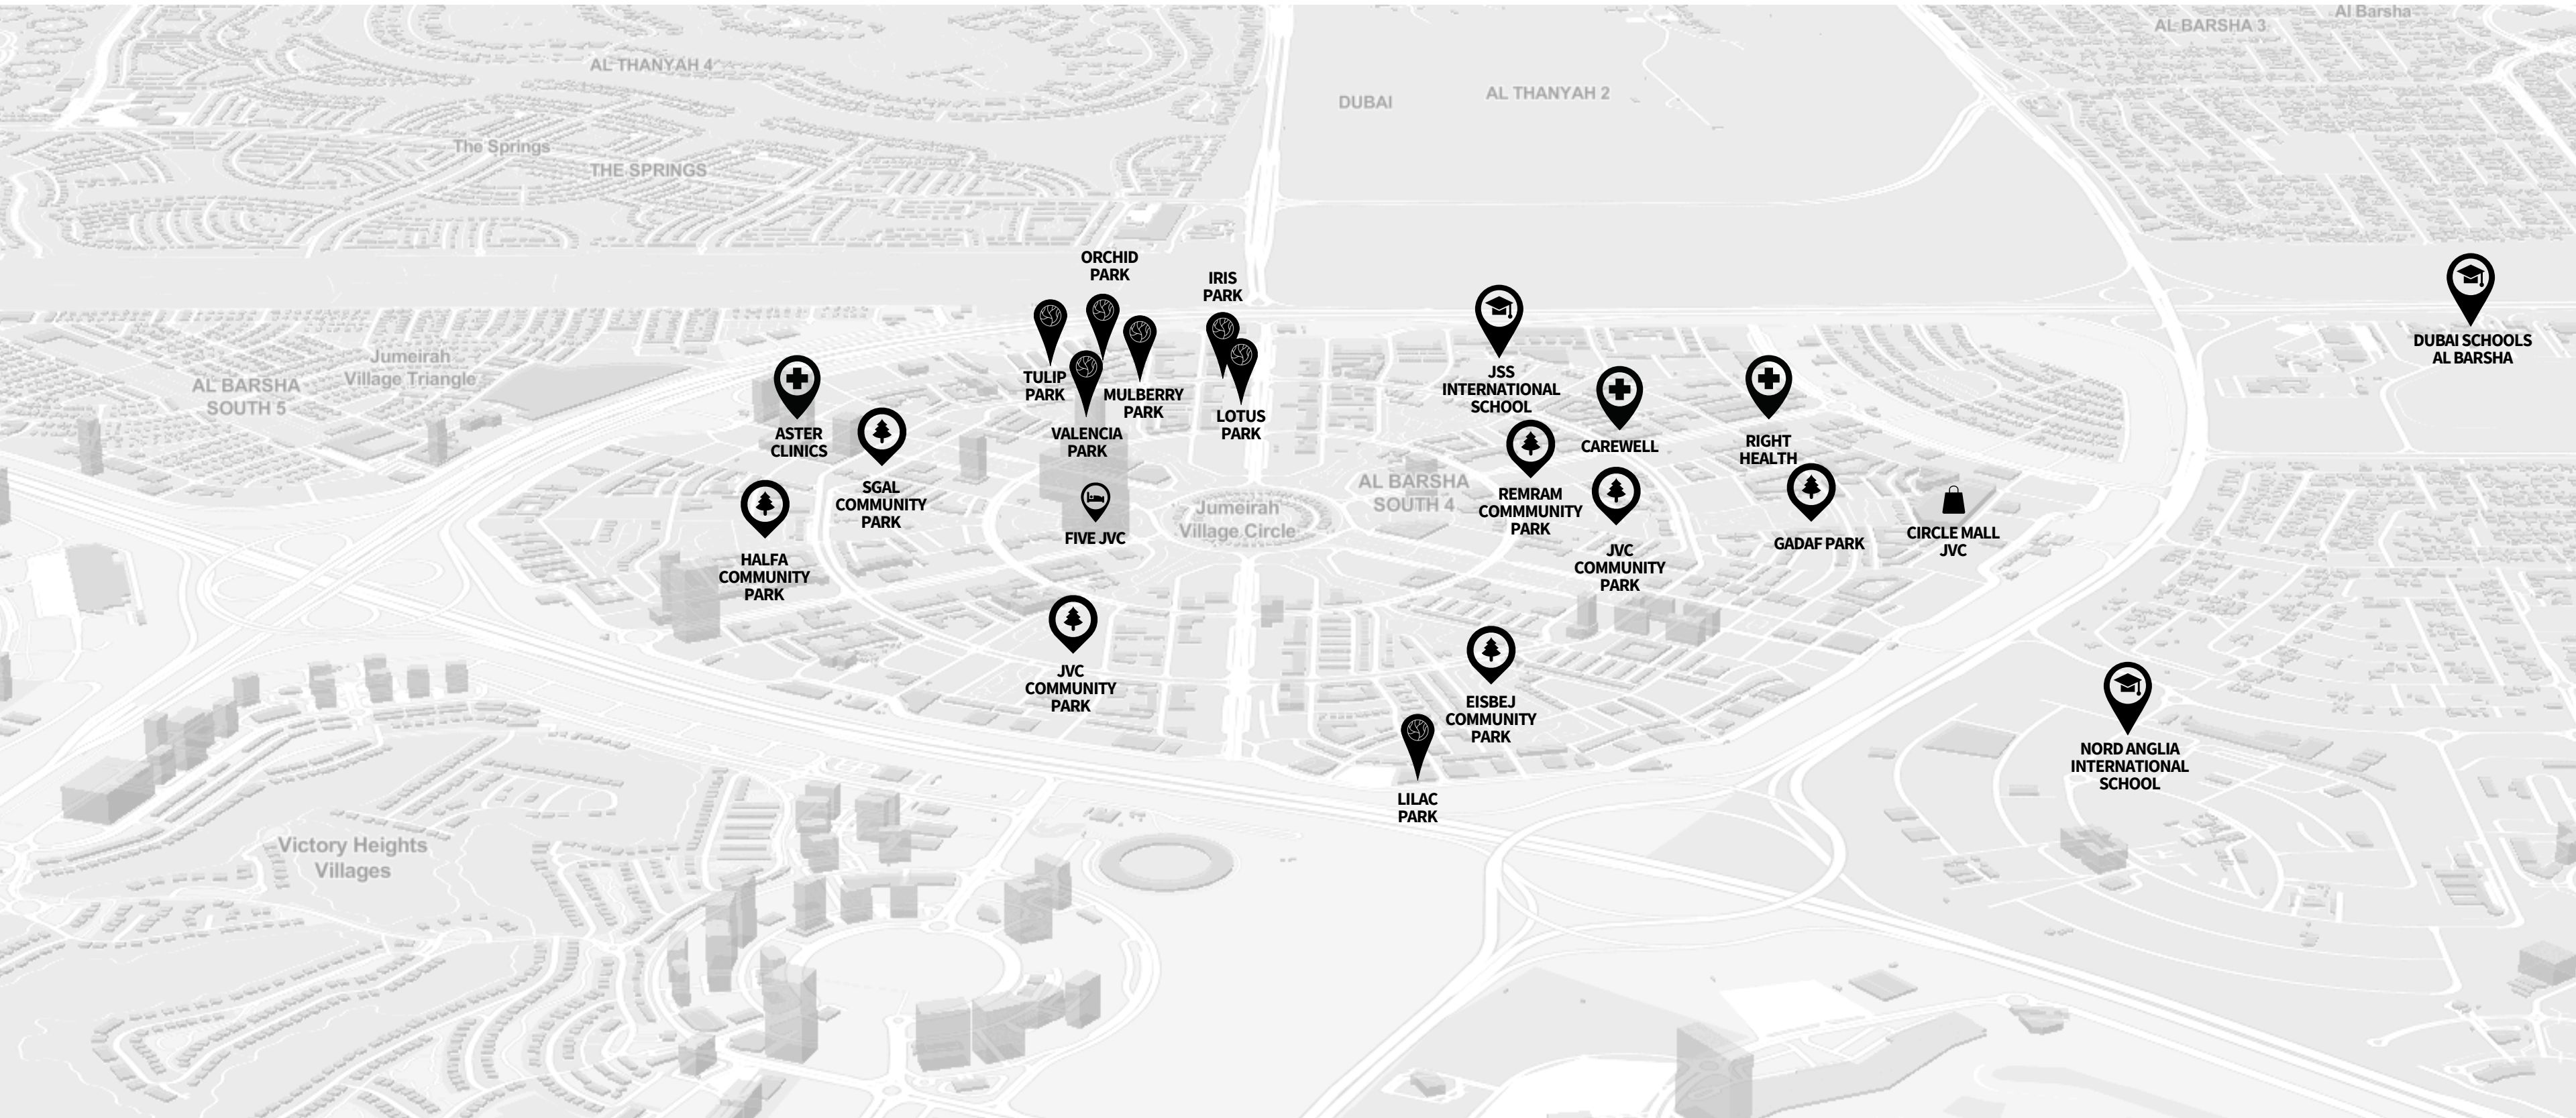 AL BARSHA 3
Al Barsha
AL THANYAH 4
DUBAI
AL THANYAH 2
The Springs
THE SPRINGS
ORCHID
PARK
IRIS
PARK
DUBAI SCHOOLS
AL BARSHA
Jumeirah
Village Triangle
AL BARSHA
SOUTH 5
TULIP
PARK
MULBERRY
PARK
VALENCIA
PARK
LOTUS
PARK
JSS
INTERNATIONAL
SCHOOL
ASTER
CLINICS
CAREWELL
RIGHT
HEALTH
SGAL
COMMUNITY
PARK
AL BARSHA
SOUTH 4
REMRAM
COMMMUNITY
PARK
Jumeirah
Village Circle
FIVE JVC
GADAF PARK
CIRCLE MALL
JVC
HALFA
COMMUNITY
PARK
JVC
COMMUNITY
PARK
JVC
COMMUNITY
PARK
EISBEJ
COMMUNITY
PARK
NORD ANGLIA
INTERNATIONAL
SCHOOL
LILAC
PARK
Victory Heights
Villages